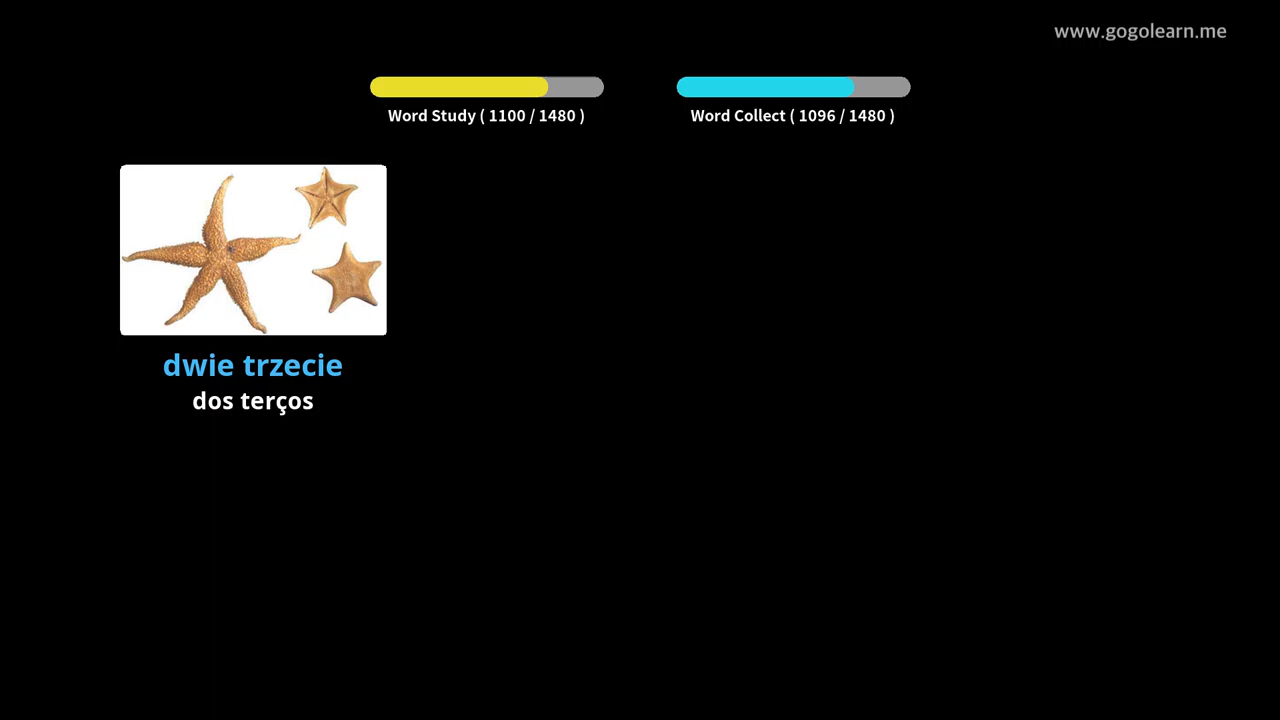 www.gogolearn.me
Word Study ( 1100 / 1480 )
Word Collect ( 1096 / 1480 )
dwie trzecie
dos terços